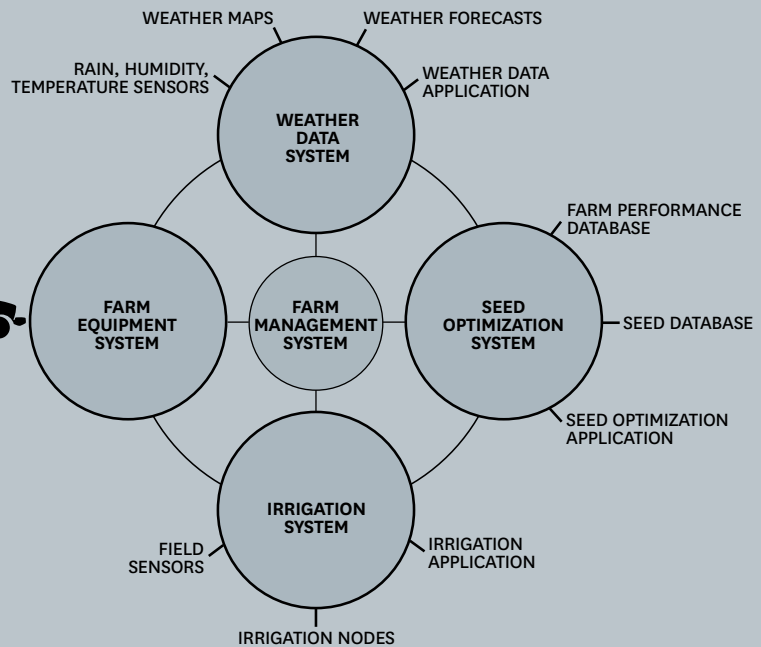 WEATHER MAPS
WEATHER FORECASTS
RAIN, HUMIDITY,
TEMPERATURE SENSORS
WEATHER DATA
APPLICATION
WEATHER
DATA
SYSTEM
FARM PERFORMANCE
DATABASE
FARM
EQUIPMENT
SYSTEM
FARM
MANAGEMENT
SYSTEM
SEED
OPTIMIZATION
SYSTEM
SEED DATABASE
SEED OPTIMIZATION
APPLICATION
IRRIGATION
SYSTEM
FIELD
SENSORS
IRRIGATION
APPLICATION
IRRIGATION NODES